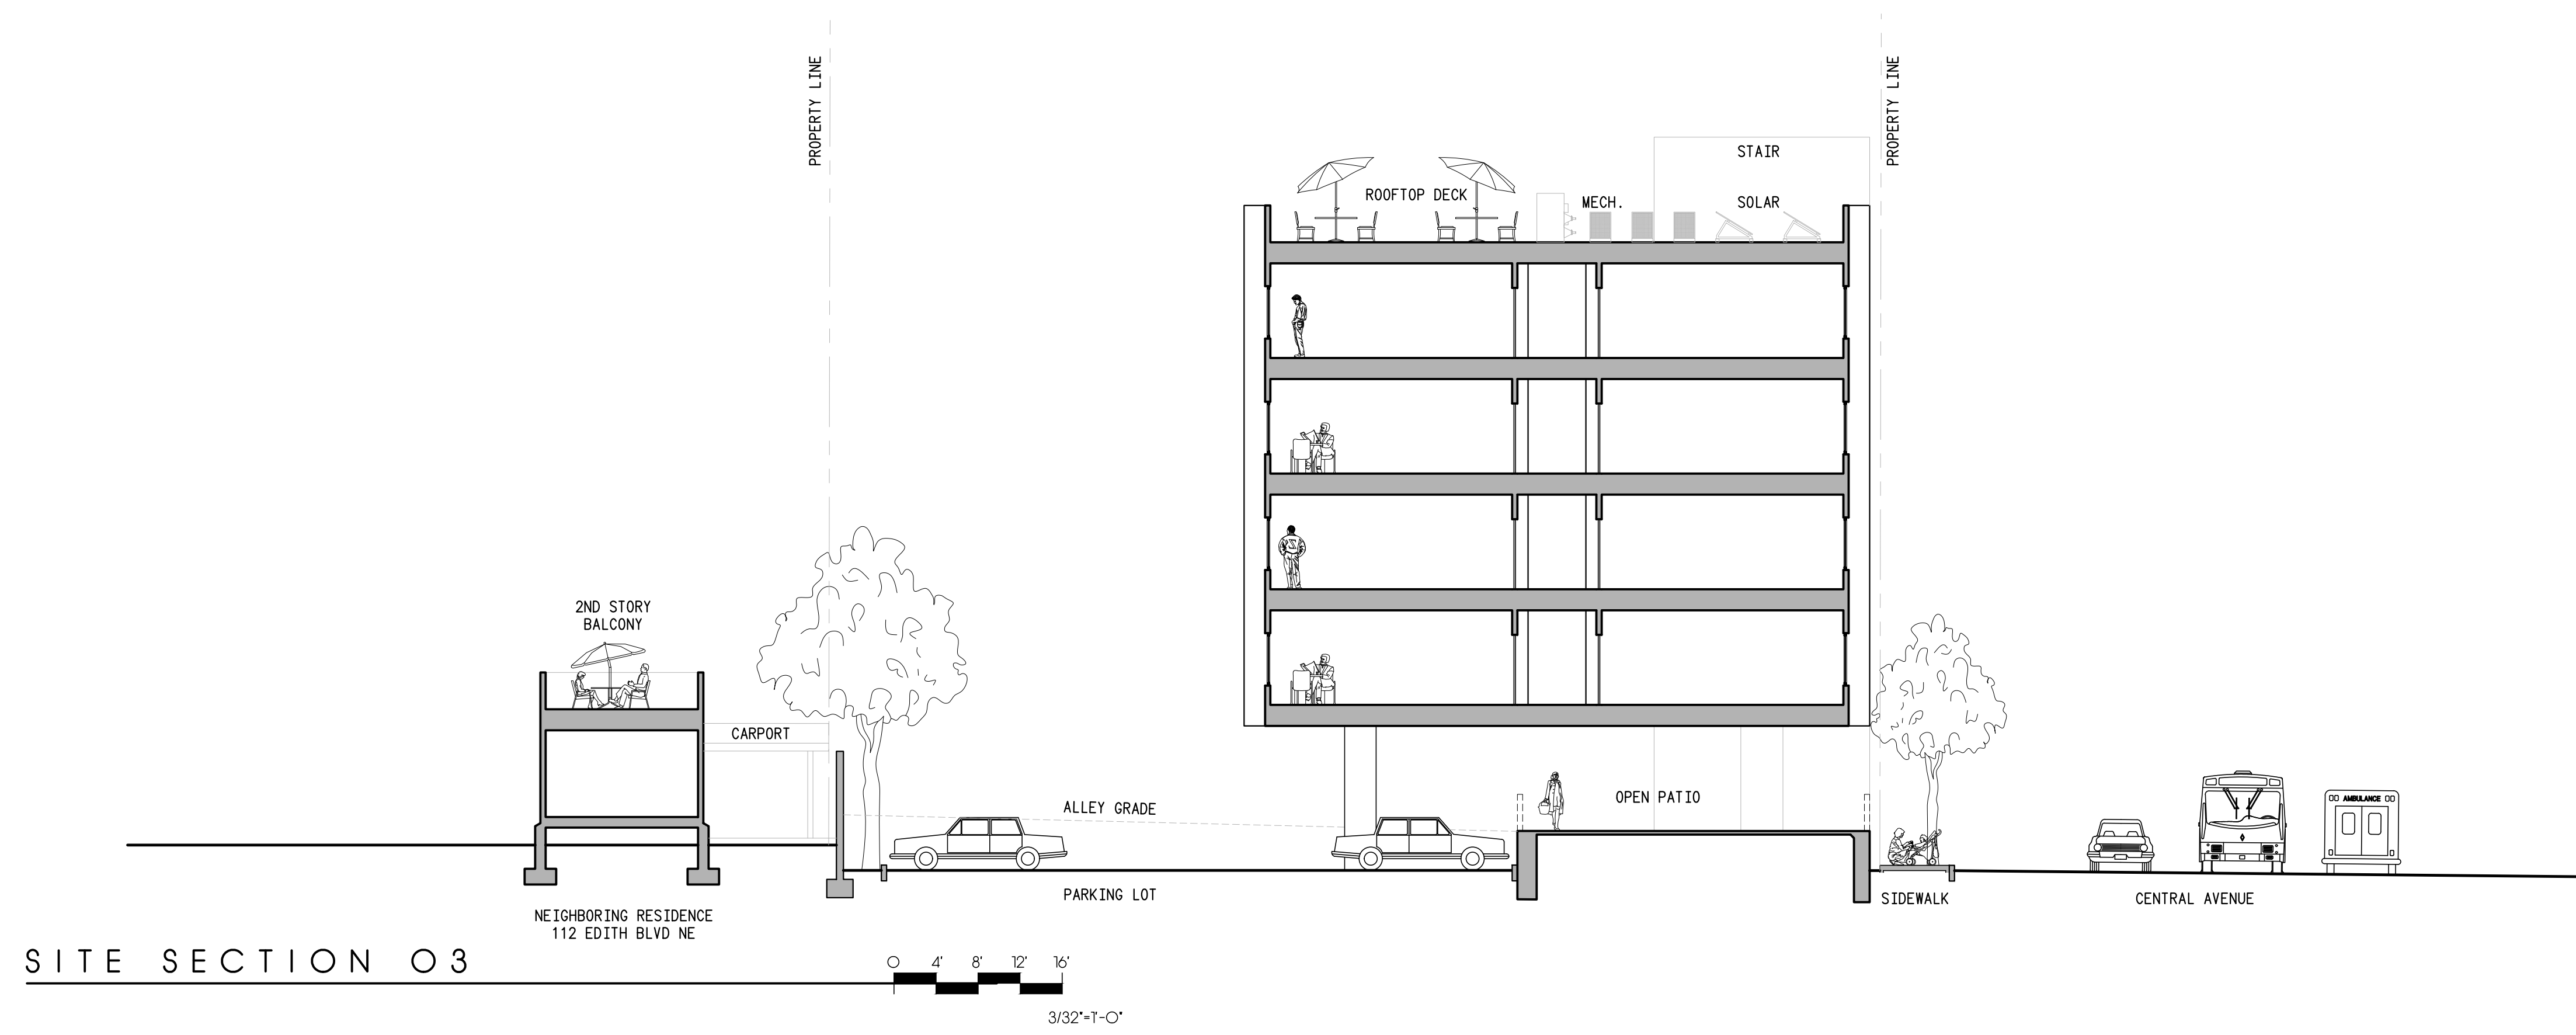 PROPERTY LINE
PROPERTY LINE
STAIR
ROOFTOP DECK
MECH.
SOLAR
2ND STORY
BALCONY
CARPORT
ALLEY GRADE
OPEN PATIO
AMBULANCE
PARKING LOT
SIDEWALK
CENTRAL AVENUE
NEIGHBORING RESIDENCE
112 EDITH BLVD NE
SITE SECTION 03
0 4' 8' 12' 16'
3/32"=1'-0"